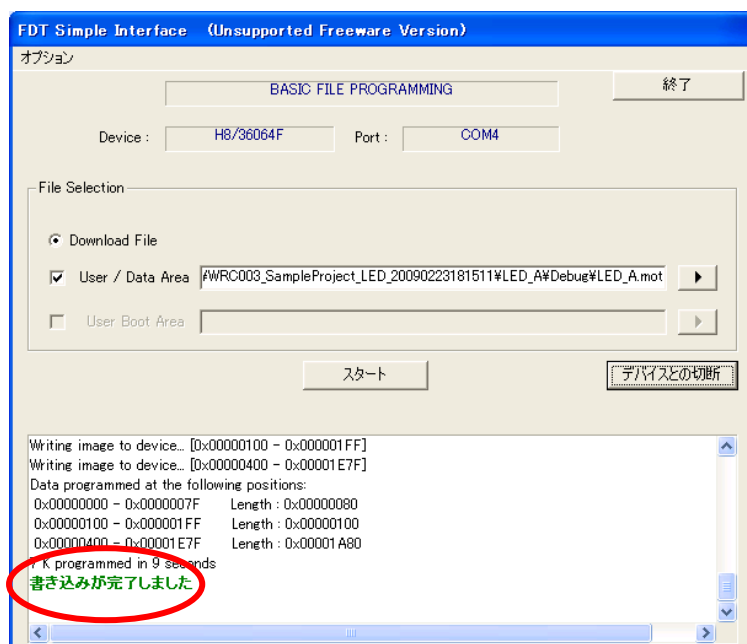 FDT Simple Interface (Unsupported Freeware Version)
オプション
BASIC FILE PROGRAMMING
終了
Device : H8/36064F Port : COM4
File Selection
Download File
User / Data Area ¥WRC003_SampleProject_LED_20090223181511¥LED_A¥Debug¥LED_A.mot
User Boot Area
スタート
デバイスとの切断
Writing image to device... [0x00000100 - 0x000001FF]
Writing image to device... [0x00000400 - 0x00001E7F]
Data programmed at the following positions:
0x00000000 - 0x0000007F Length : 0x00000080
0x00000100 - 0x000001FF Length : 0x00000100
0x00000400 - 0x00001E7F Length : 0x00001A80
7 K programmed in 9 seconds
書き込みが完了しました